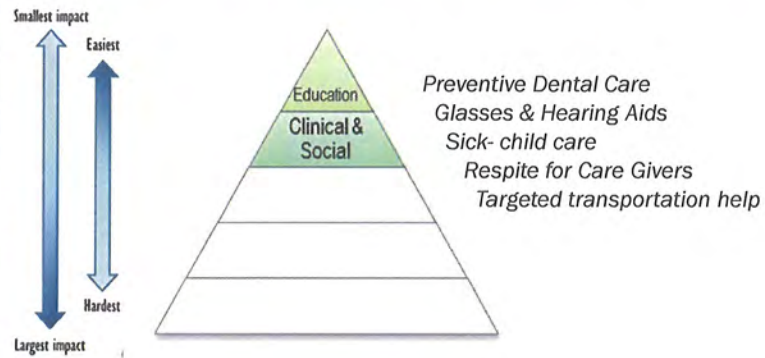 Smallest impact
Easiest
Education
Clinical &
Social
Preventive Dental Care
Glasses & Hearing Aids
Sick- child care
Respite for Care Givers
Targeted transportation help
Hardest
Largest impact